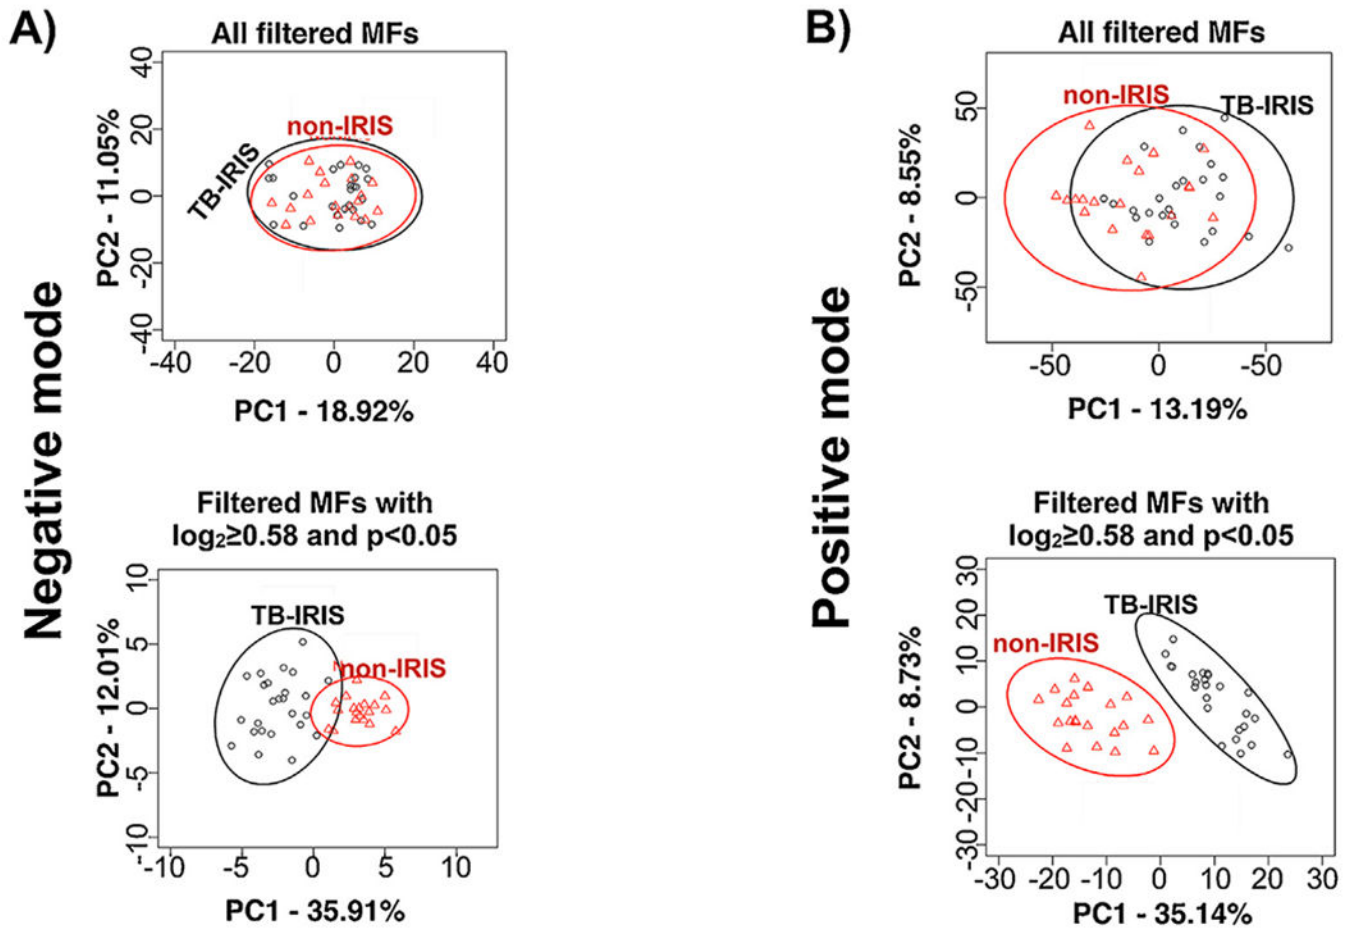 A)
All filtered MFs
Negative mode
PC2 - 11.05%
40
20
0
-20
-40
non-IRIS
TB-IRIS
-40 -20 0 20 40
PC1 - 18.92%
Filtered MFs with
log₂≥0.58 and p<0.05
PC2 - 12.01%
10
5
0
-5
-10
TB-IRIS
non-IRIS
-10 -5 0 5 10
PC1 - 35.91%
B)
All filtered MFs
Positive mode
PC2 - 8.55%
50
0
-50
non-IRIS
TB-IRIS
-50 0 -50
PC1 - 13.19%
Filtered MFs with
log₂≥0.58 and p<0.05
PC2 - 8.73%
30
20
10
0
-10
-20
-30
TB-IRIS
non-IRIS
-30 -20 -10 0 10 20 30
PC1 - 35.14%